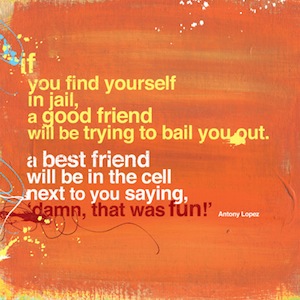 if
you find yourself
in jail,
a good friend
will be trying to bail you out.
a best friend
will be in the cell
next to you saying,
'damn, that was fun!'
Antony Lopez